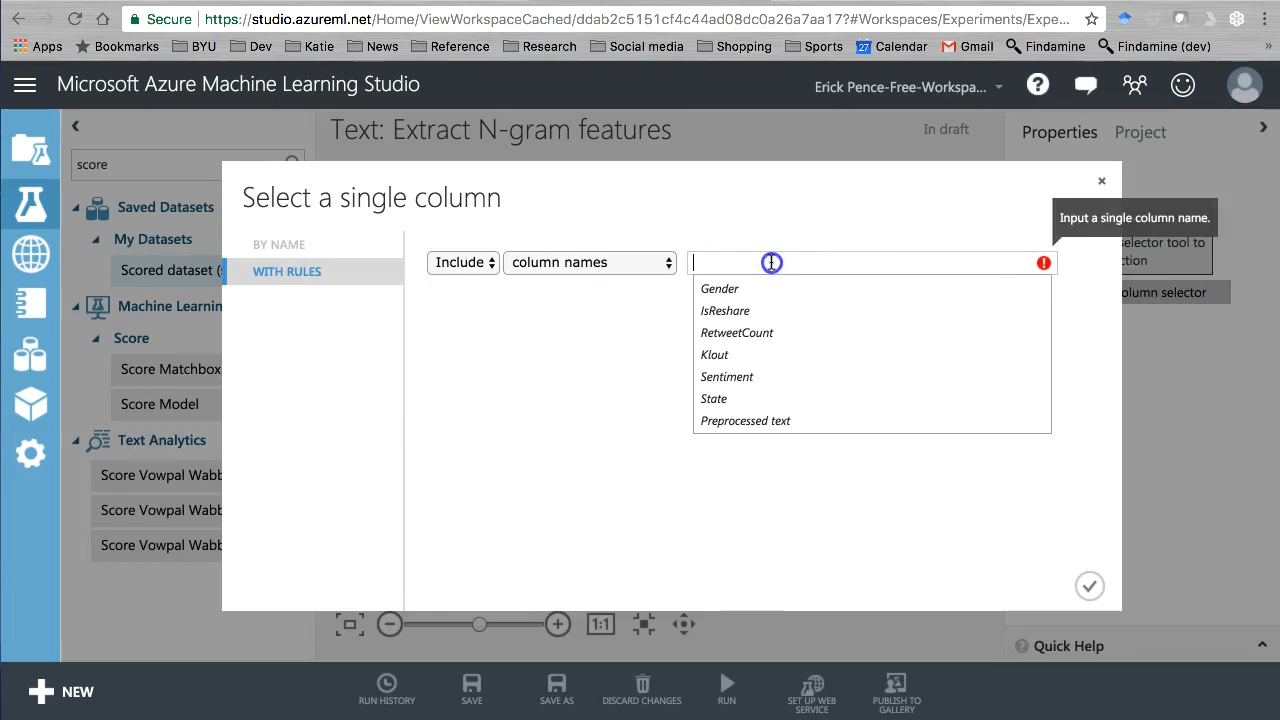 Secure
https://studio.azureml.net/Home/ViewWorkspaceCached/ddab2c5151cf4c44ad08dc0a26a7aa17?#Workspaces/Experiments/Expe...
Apps Bookmarks BYU Dev Katie News Reference Research Social media Shopping Sports 27 Calendar Gmail Findamine Findamine (dev) »
Microsoft Azure Machine Learning Studio
Erick Pence-Free-Workspa...
Text: Extract N-gram features
In draft
Properties Project
score
Select a single column
Input a single column name.
Saved Datasets
My Datasets
Scored dataset (s
Machine Learnin
Score
Score Matchbox
Score Model
Text Analytics
Score Vowpal Wabb
Score Vowpal Wabb
Score Vowpal Wabb
BY NAME
WITH RULES
Include column names
Gender
IsReshare
RetweetCount
Klout
Sentiment
State
Preprocessed text
selector tool to
ction
olumn selector
1:1
Quick Help
NEW
RUN HISTORY
SAVE
SAVE AS
DISCARD CHANGES
RUN
SET UP WEB
SERVICE
PUBLISH TO
GALLERY